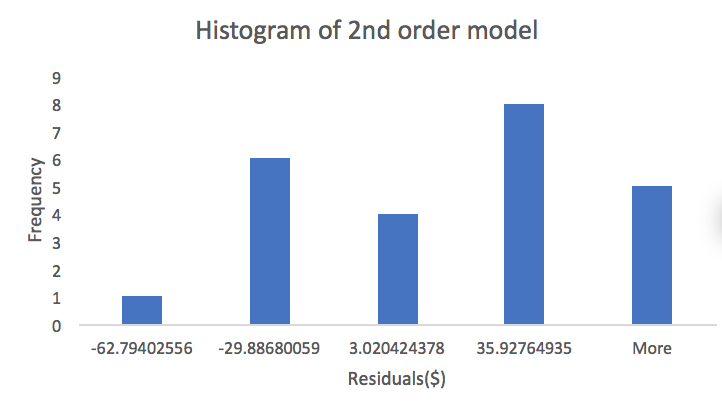 Histogram of 2nd order model
9
8
7
6
5
4
3
2
1
0
Frequency
-62.79402556 -29.88680059 3.020424378 35.92764935 More
Residuals($)